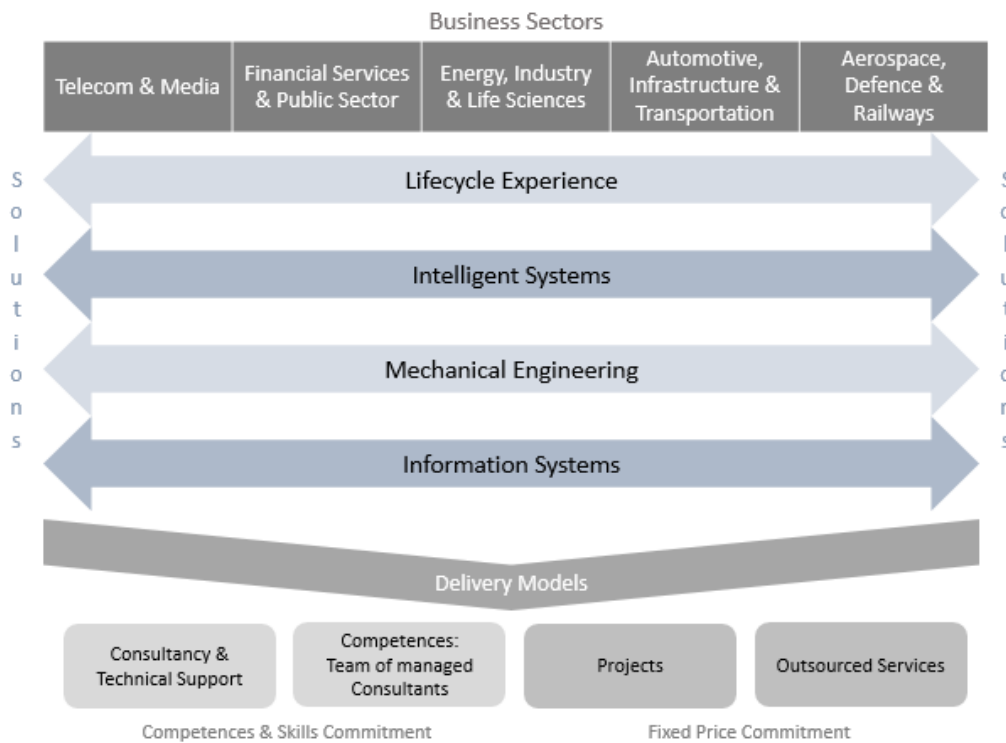 Business Sectors
Telecom & Media
Financial Services
& Public Sector
Energy, Industry
& Life Sciences
Automotive,
Infrastructure &
Transportation
Aerospace,
Defence &
Railways
Solutions
Lifecycle Experience
Intelligent Systems
Mechanical Engineering
Information Systems
Solutions
Delivery Models
Consultancy &
Technical Support
Competences:
Team of managed
Consultants
Projects
Outsourced Services
Competences & Skills Commitment
Fixed Price Commitment